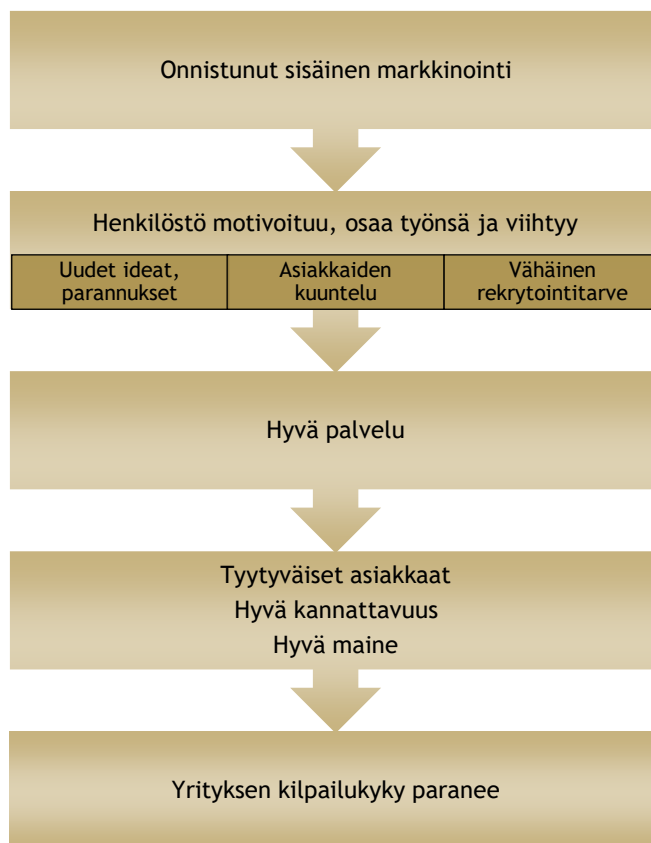 Onnistunut sisäinen markkinointi
Henkilöstö motivoituu, osaa työnsä ja viihtyy
Uudet ideat,
parannukset
Asiakkaiden
kuuntelu
Vähäinen
rekrytointitarve
Hyvä palvelu
Tyytyväiset asiakkaat
Hyvä kannattavuus
Hyvä maine
Yrityksen kilpailukyky paranee